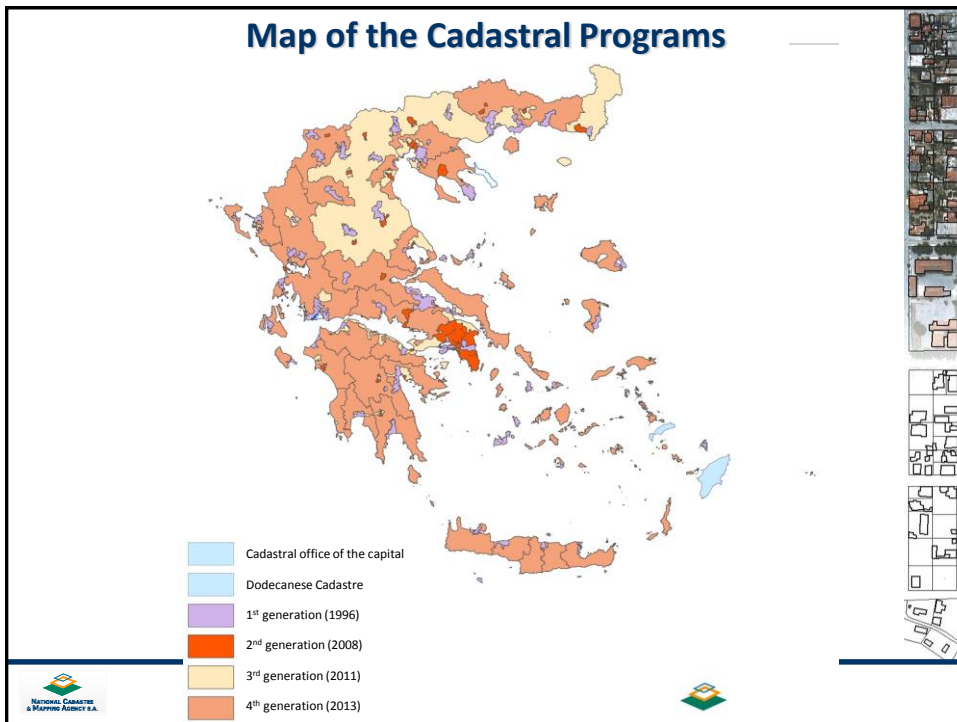 Map of the Cadastral Programs
Cadastral office of the capital
Dodecanese Cadastre
1st generation (1996)
2nd generation (2008)
3rd generation (2011)
4th generation (2013)
NATIONAL CADASTRE
& MAPPING AGENCY S.A.